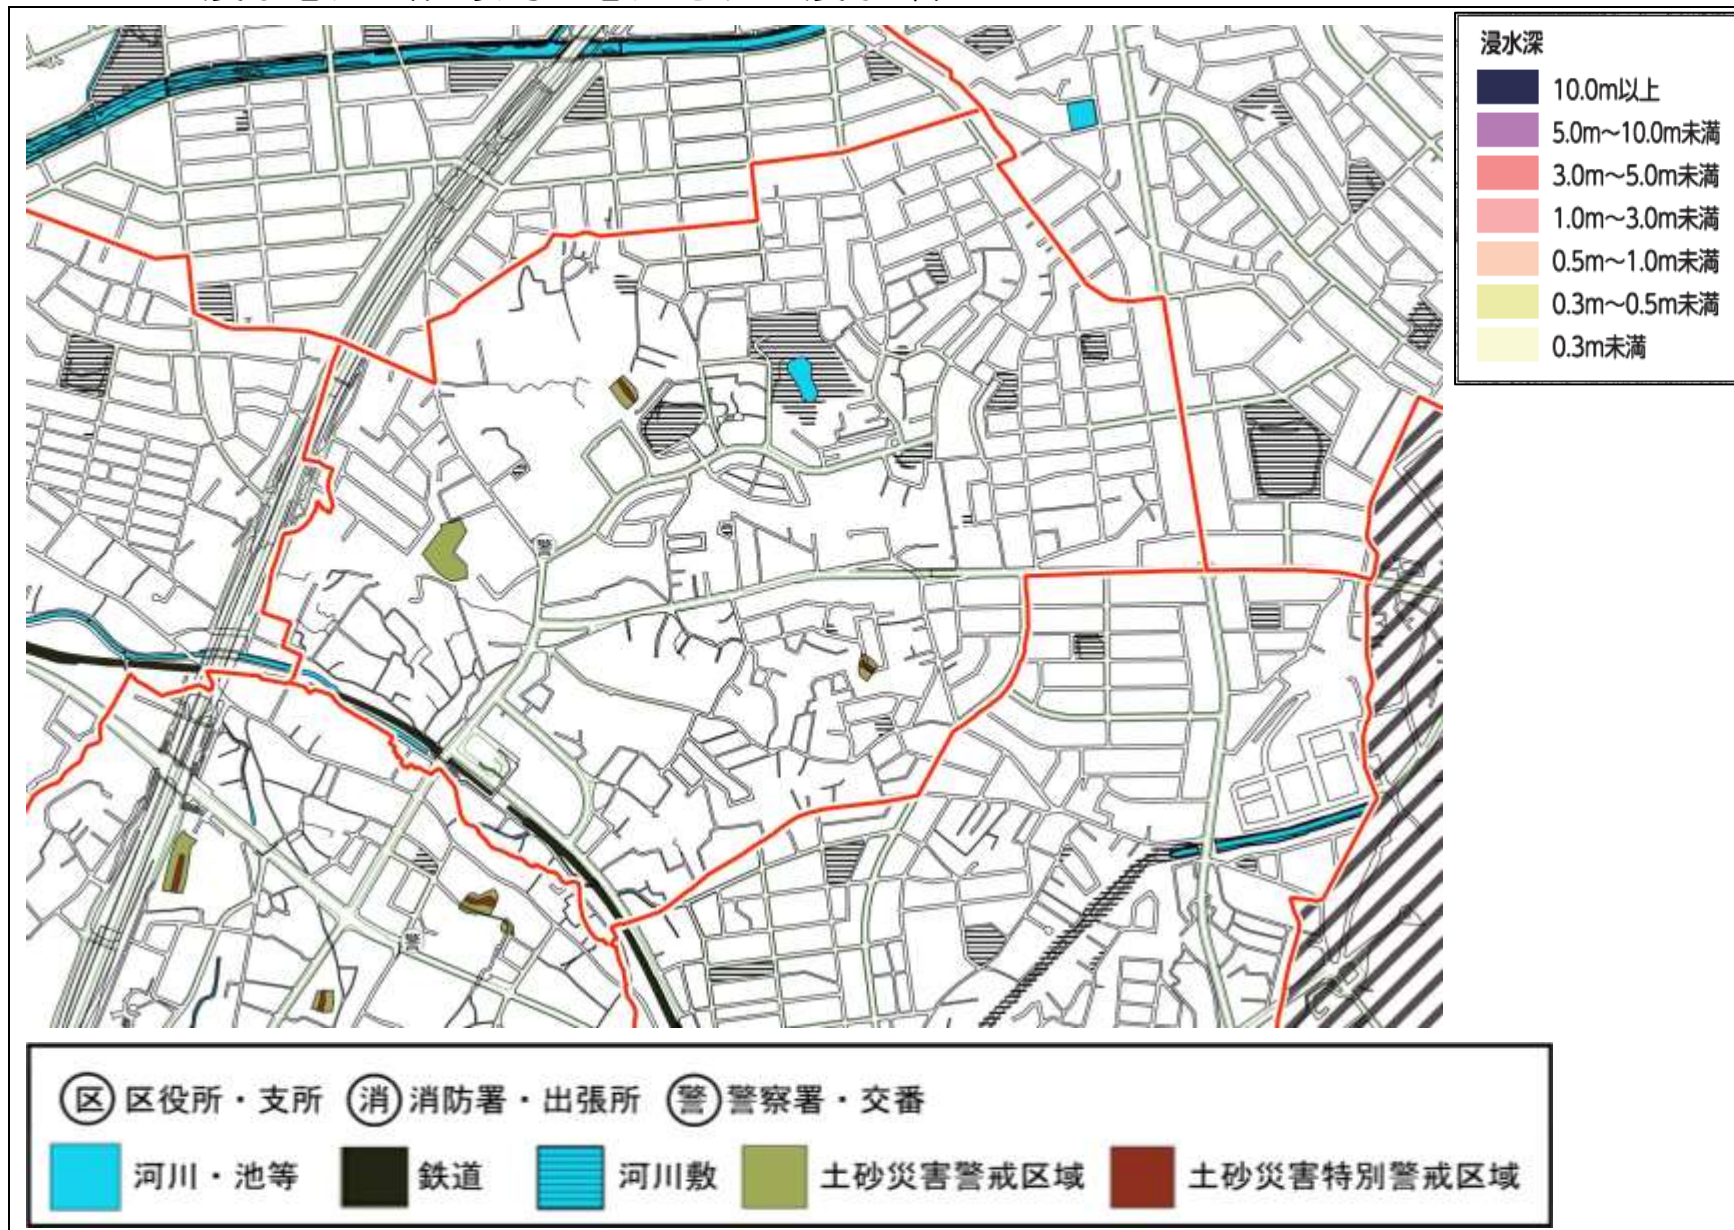 浸水深
10.0m以上
5.0m～10.0m未満
3.0m～5.0m未満
1.0m～3.0m未満
0.5m～1.0m未満
0.3m～0.5m未満
0.3m未満
警
警
区 区役所・支所 消 消防署・出張所 警 警察署・交番
河川・池等 鉄道 河川敷 土砂災害警戒区域 土砂災害特別警戒区域